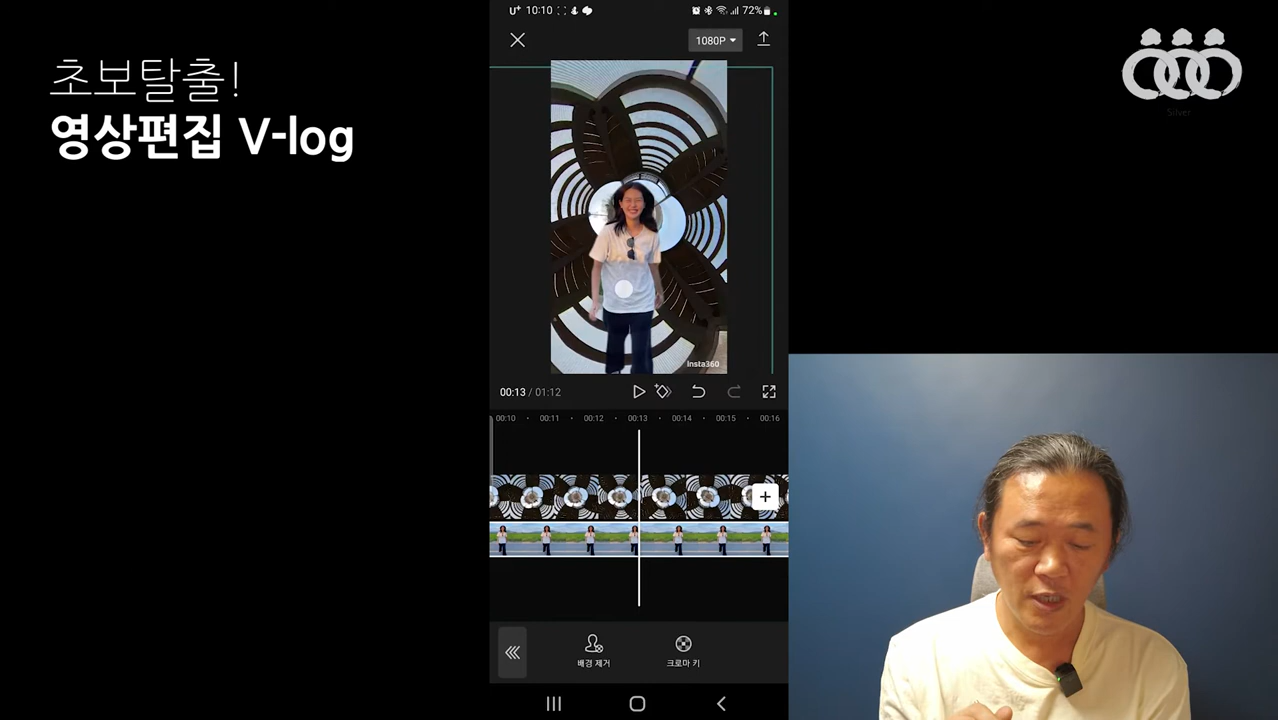 초보탈출!
영상편집 V-log
U+ 10:10
72%
1080P
Silver
Insta360
00:13 / 01:12
00:10 00:11 00:12 00:13 00:14 00:15 00:16
배경 제거
크로마 키